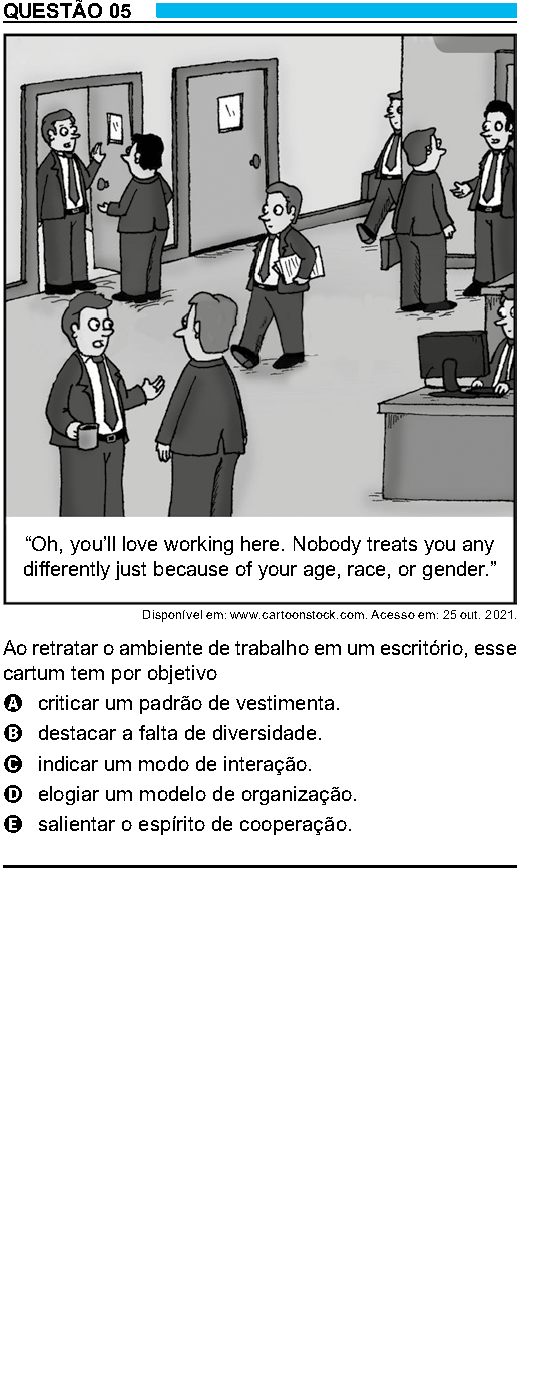 QUESTÃO 05
“Oh, you’ll love working here. Nobody treats you any
differently just because of your age, race, or gender.”
Disponível em: www.cartoonstock.com. Acesso em: 25 out. 2021.
Ao retratar o ambiente de trabalho em um escritório, esse
cartum tem por objetivo
A criticar um padrão de vestimenta.
B destacar a falta de diversidade.
C indicar um modo de interação.
D elogiar um modelo de organização.
E salientar o espírito de cooperação.